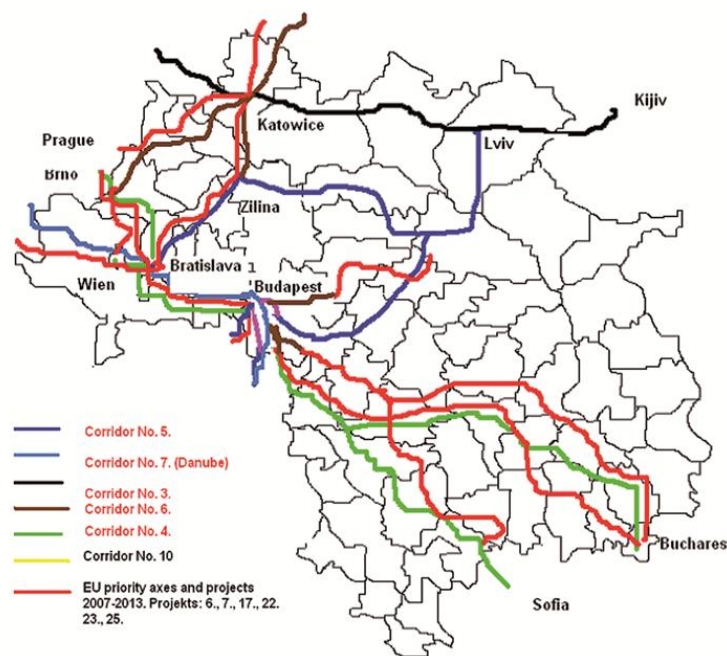 Kijiv
Katowice
Prague
Lviv
Brno
Zilina
Bratislava 1
Wien
Budapest
Corridor No. 5.
Corridor No. 7. (Danube)
Corridor No. 3.
Corridor No. 6.
Corridor No. 4.
Corridor No. 10
EU priority axes and projects
2007-2013. Projekts: 6., 7., 17., 22.
23., 25.
Buchares
Sofia